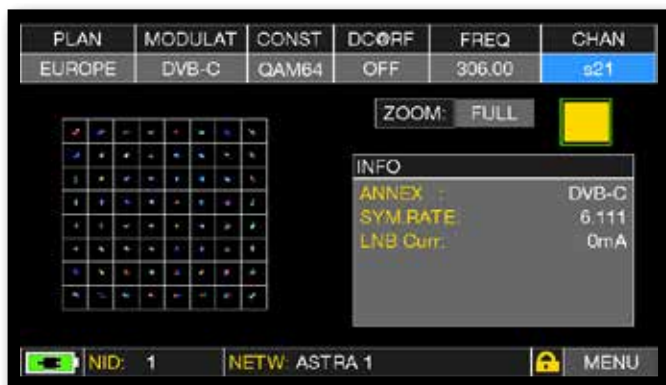 PLAN MODULAT CONST DC@RF FREQ CHAN
EUROPE DVB-C QAM64 OFF 306.00 s21
ZOOM: FULL
INFO
ANNEX : DVB-C
SYM.RATE 6.111
LNB Curr. 0mA
NID: 1 NETW: ASTRA 1 MENU